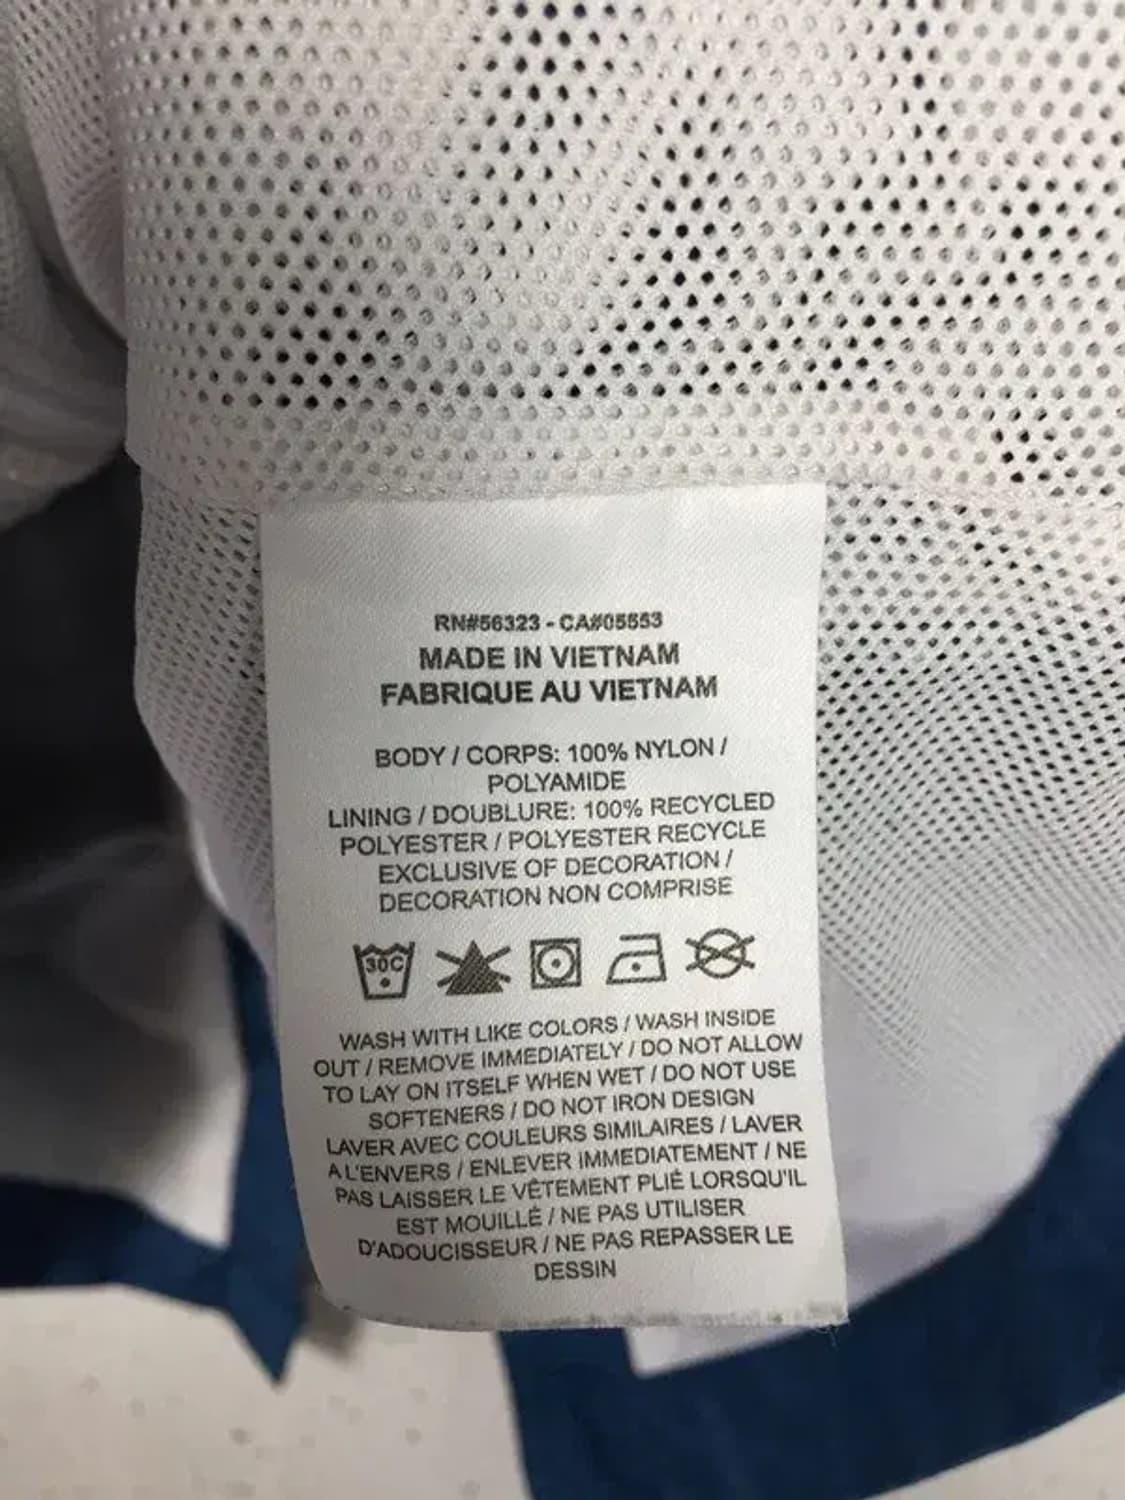 RN#56323 - CA#05553
MADE IN VIETNAM
FABRIQUE AU VIETNAM
BODY / CORPS: 100% NYLON /
POLYAMIDE
LINING / DOUBLURE: 100% RECYCLED
POLYESTER / POLYESTER RECYCLE
EXCLUSIVE OF DECORATION /
DECORATION NON COMPRISE
30C
WASH WITH LIKE COLORS / WASH INSIDE
OUT / REMOVE IMMEDIATELY / DO NOT ALLOW
TO LAY ON ITSELF WHEN WET / DO NOT USE
SOFTENERS / DO NOT IRON DESIGN
LAVER AVEC COULEURS SIMILAIRES / LAVER
A L'ENVERS / ENLEVER IMMEDIATEMENT / NE
PAS LAISSER LE VÊTEMENT PLIÉ LORSQU'IL
EST MOUILLÉ / NE PAS UTILISER
D'ADOUCISSEUR / NE PAS REPASSER LE
DESSIN